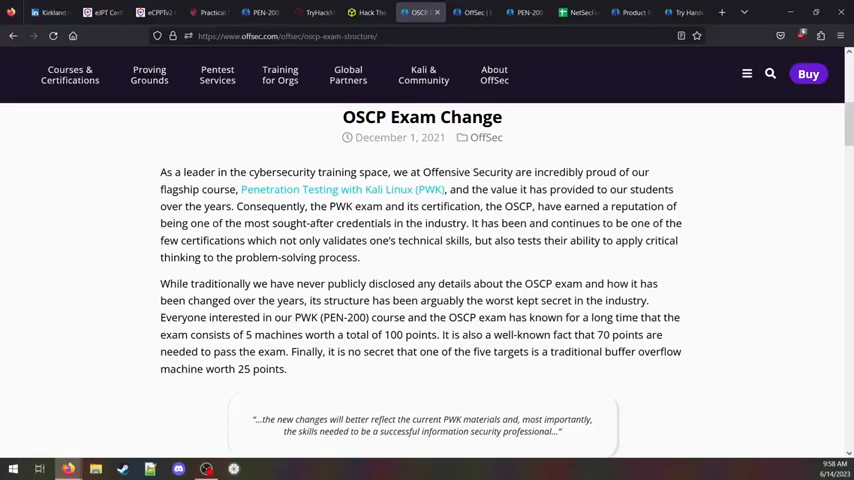 Kirkland
eJPT Certi
eCPPTv2
Practical
PEN-200
TryHackM
Hack The
OSCP E
OffSec | I
PEN-200
NetSecFo
Product P
Try Hard
https://www.offsec.com/offsec/oscp-exam-structure/
Courses & Certifications
Proving Grounds
Pentest Services
Training for Orgs
Global Partners
Kali & Community
About OffSec
Buy
OSCP Exam Change
December 1, 2021 OffSec
As a leader in the cybersecurity training space, we at Offensive Security are incredibly proud of our
flagship course, Penetration Testing with Kali Linux (PWK), and the value it has provided to our students
over the years. Consequently, the PWK exam and its certification, the OSCP, have earned a reputation of
being one of the most sought-after credentials in the industry. It has been and continues to be one of the
few certifications which not only validates one's technical skills, but also tests their ability to apply critical
thinking to the problem-solving process.
While traditionally we have never publicly disclosed any details about the OSCP exam and how it has
been changed over the years, its structure has been arguably the worst kept secret in the industry.
Everyone interested in our PWK (PEN-200) course and the OSCP exam has known for a long time that the
exam consists of 5 machines worth a total of 100 points. It is also a well-known fact that 70 points are
needed to pass the exam. Finally, it is no secret that one of the five targets is a traditional buffer overflow
machine worth 25 points.
"…the new changes will better reflect the current PWK materials and, most importantly,
the skills needed to be a successful information security professional…"
9:58 AM
6/14/2023